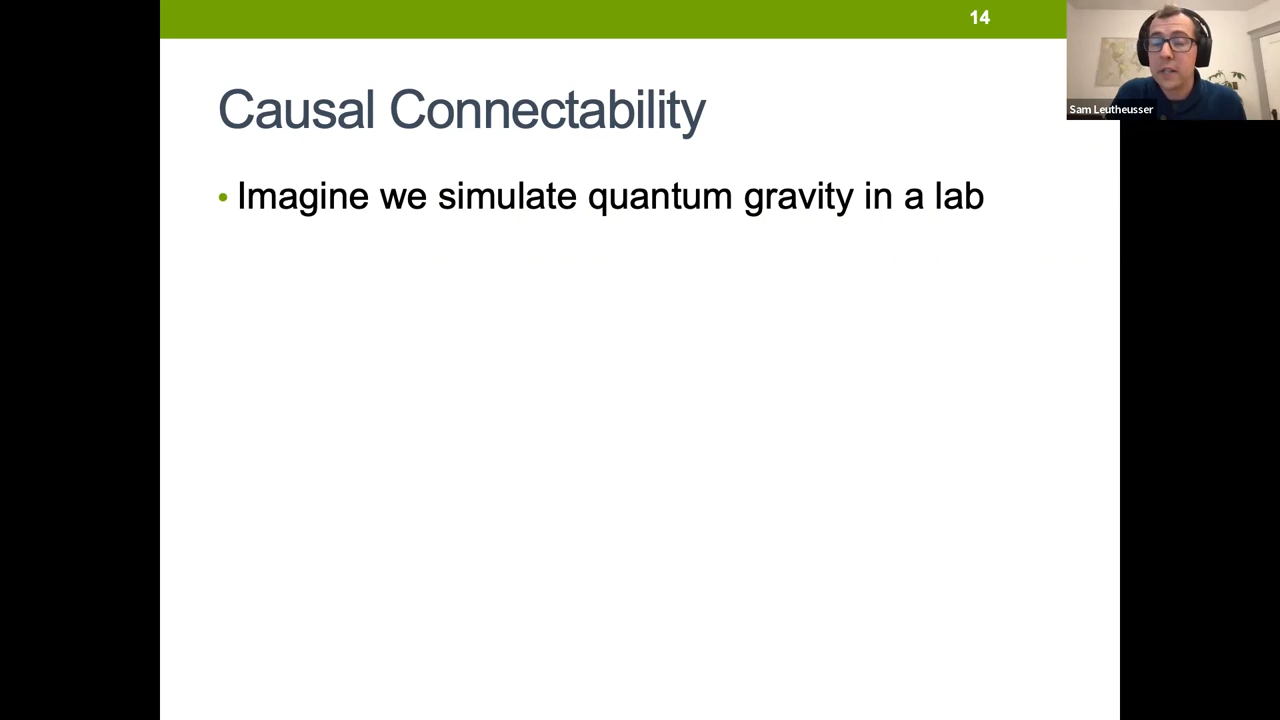 14
Sam Leutheusser
Causal Connectability
• Imagine we simulate quantum gravity in a lab